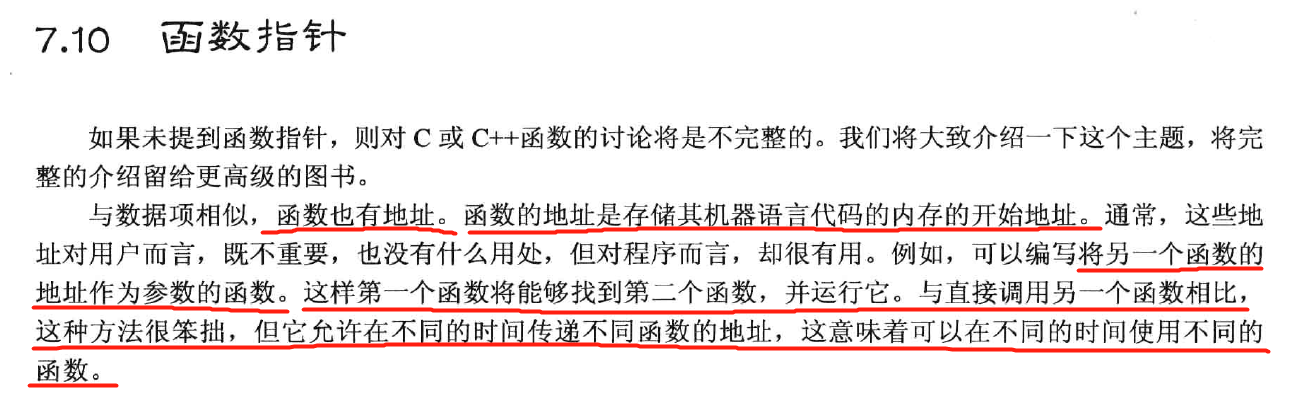 7.10 函数指针
如果未提到函数指针，则对 C 或 C++函数的讨论将是不完整的。我们将大致介绍一下这个主题，将完
整的介绍留给更高级的图书。
与数据项相似，函数也有地址。函数的地址是存储其机器语言代码的内存的开始地址。通常，这些地
址对用户而言，既不重要，也没有什么用处，但对程序而言，却很有用。例如，可以编写将另一个函数的
地址作为参数的函数。这样第一个函数将能够找到第二个函数，并运行它。与直接调用另一个函数相比，
这种方法很笨拙，但它允许在不同的时间传递不同函数的地址，这意味着可以在不同的时间使用不同的
函数。